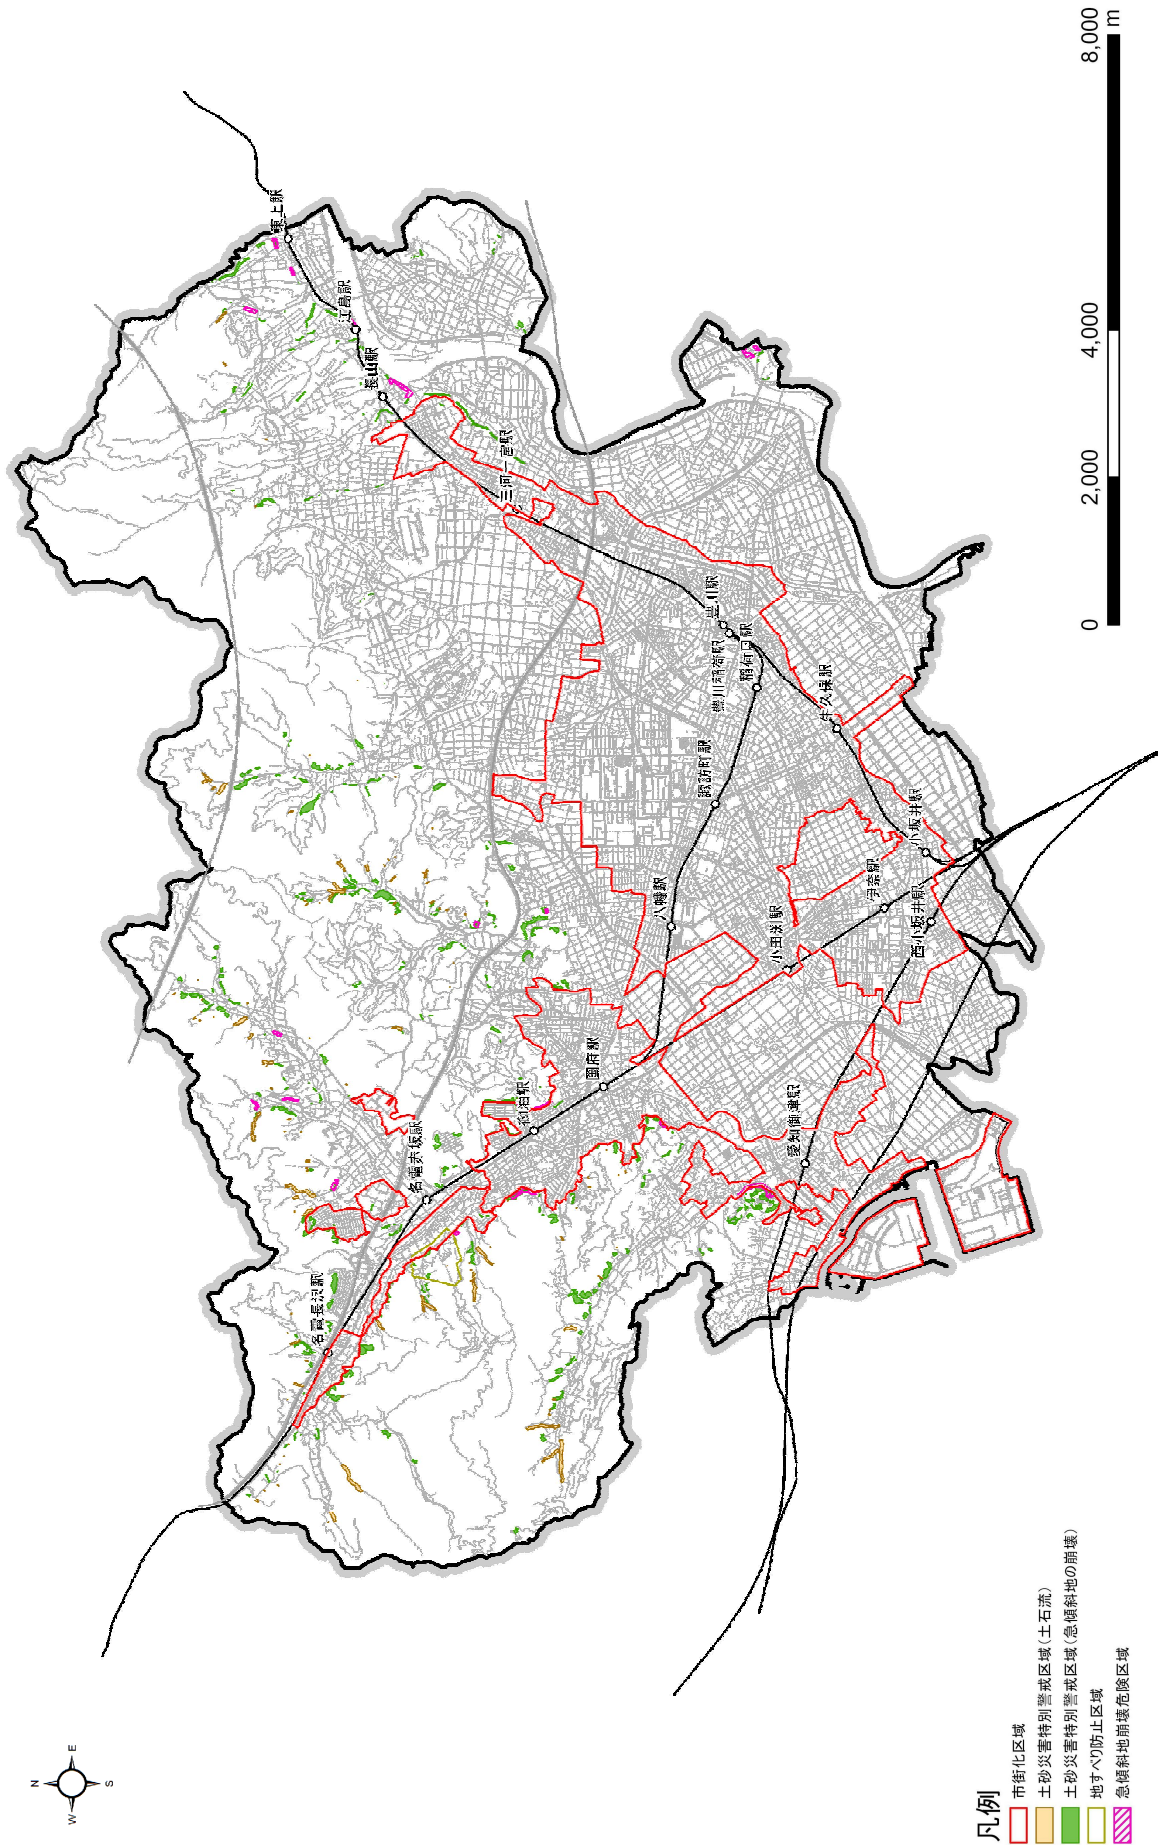 N
W
E
S
東上駅
江島駅
長山駅
三河一宮駅
豊川駅
豊川稲荷駅
稲荷口駅
牛久保駅
諏訪町駅
小坂井駅
八幡駅
伊奈駅
西小坂井駅
小田渕駅
国府駅
御油駅
愛知御津駅
名電赤坂駅
名電長沢駅
0
2,000
4,000
8,000
m
凡例
市街化区域
土砂災害特別警戒区域(土石流)
土砂災害特別警戒区域(急傾斜地の崩壊)
地すべり防止区域
急傾斜地崩壊危険区域